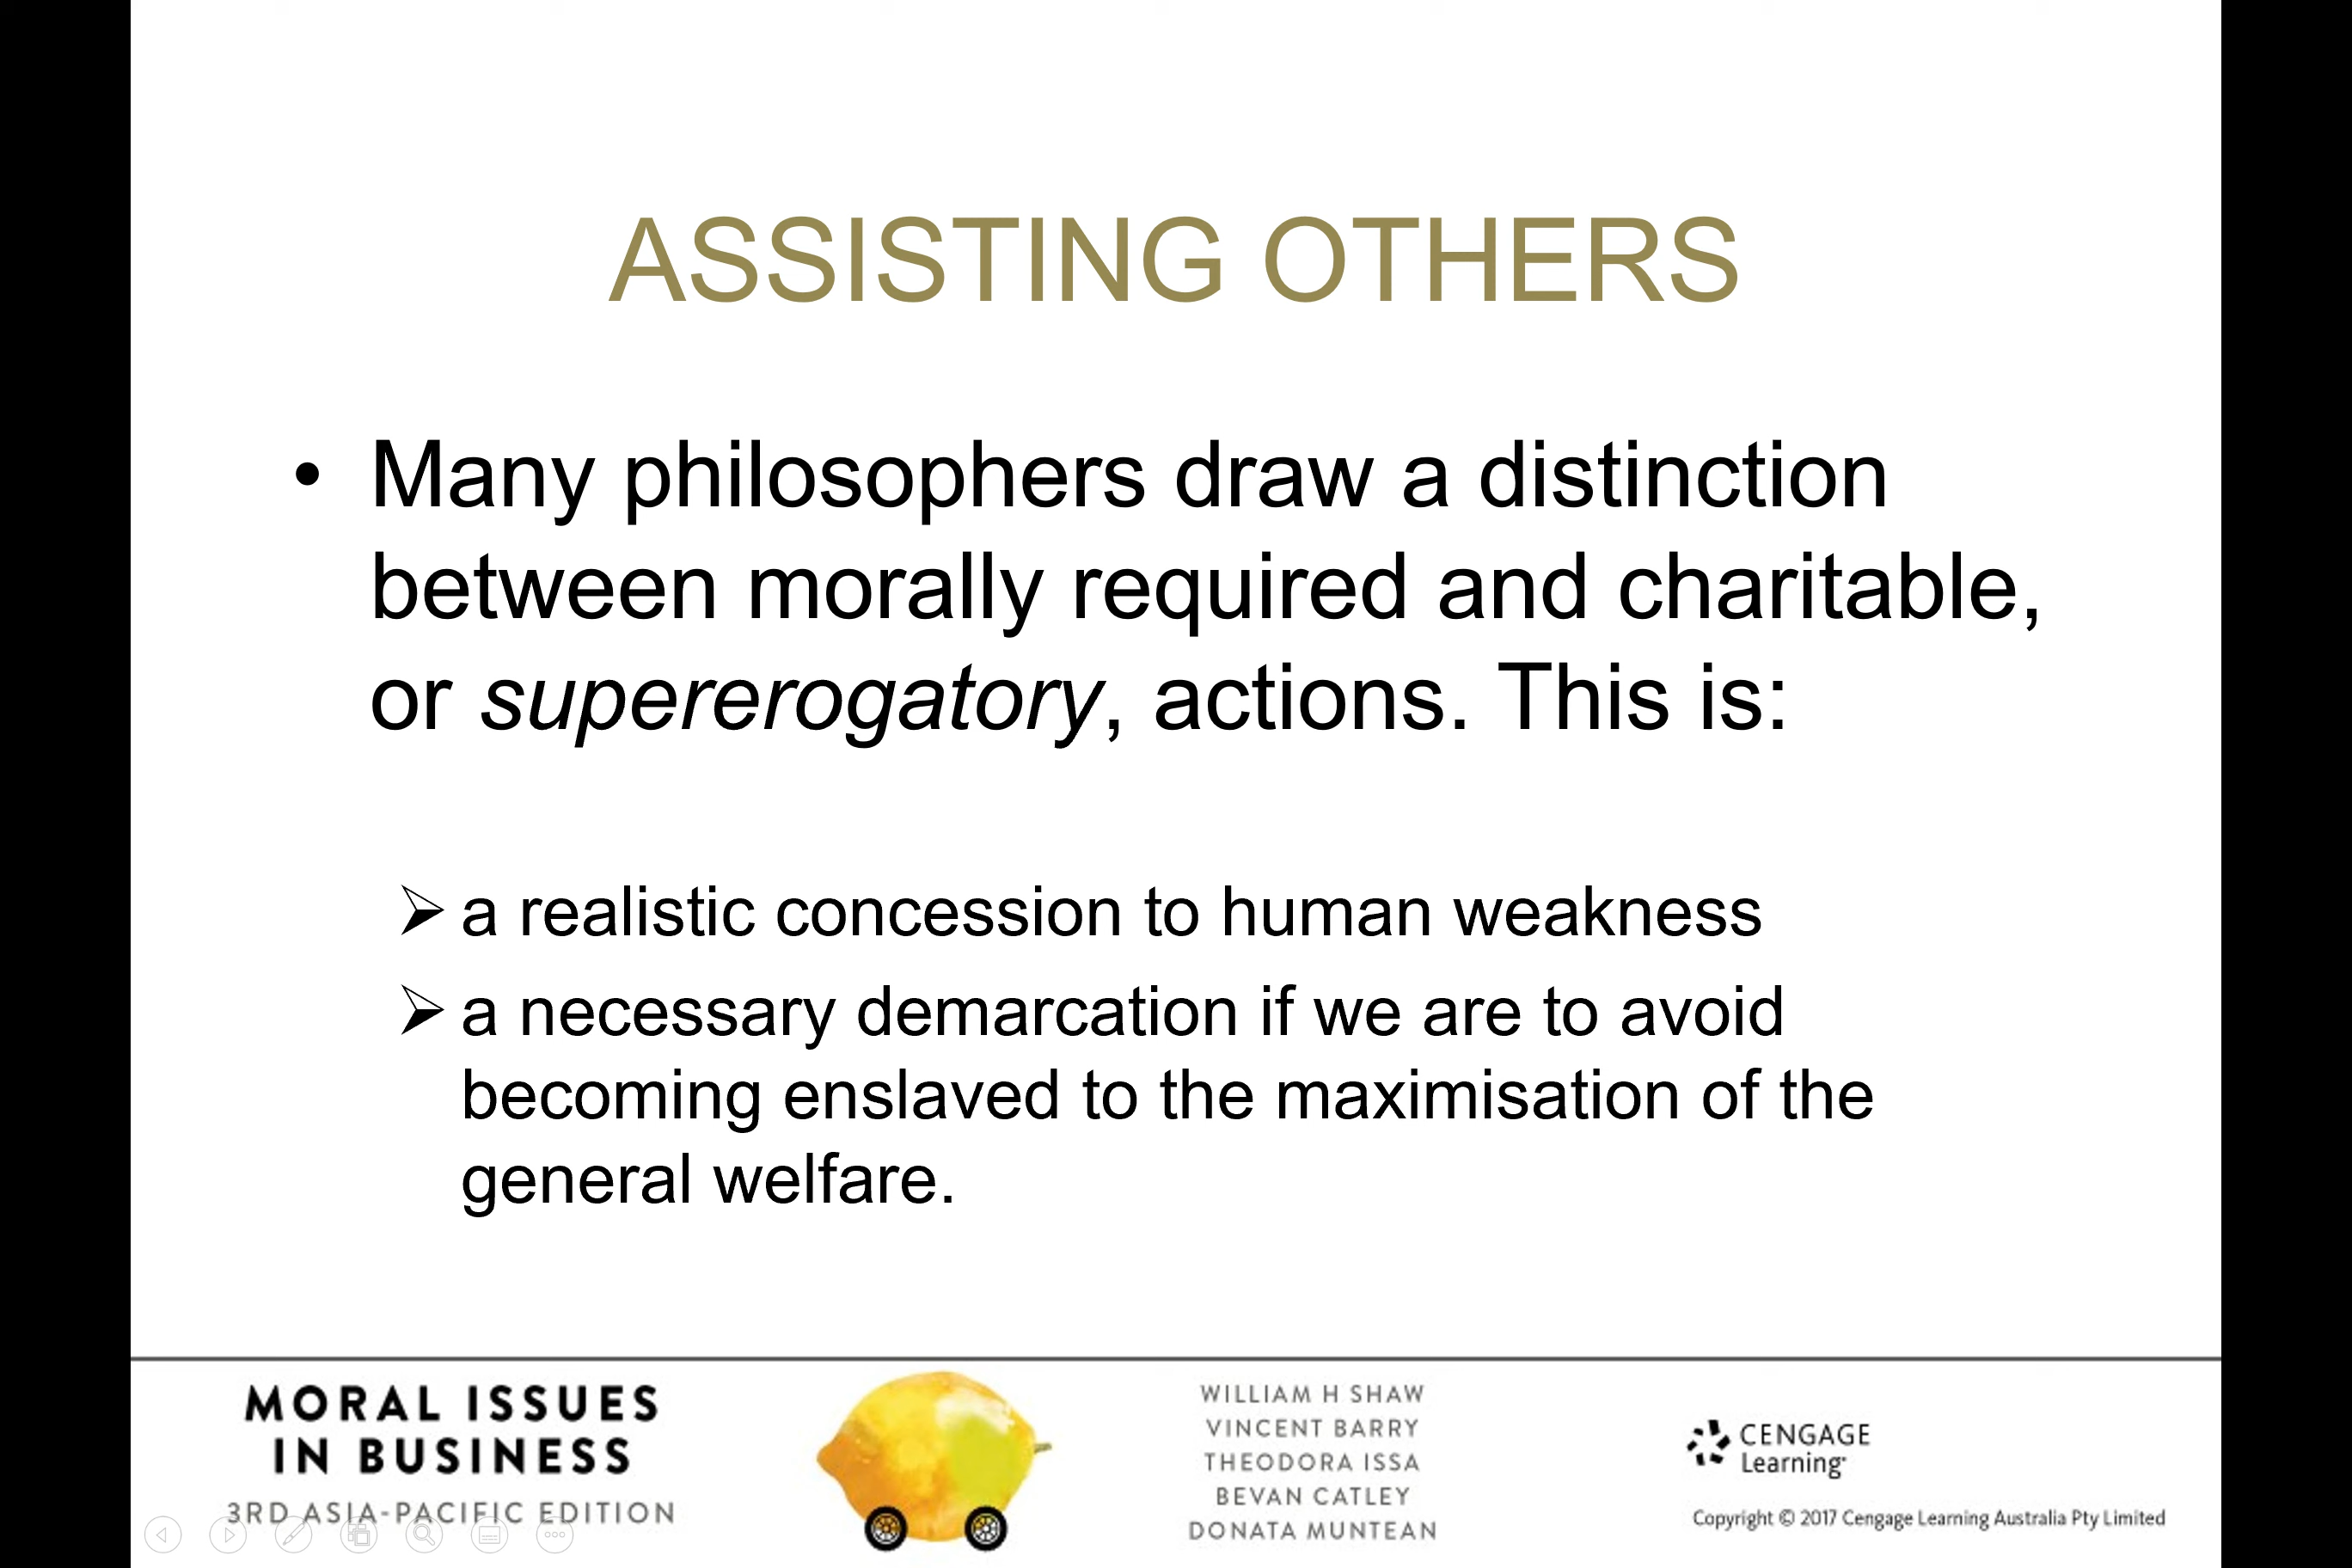 ASSISTING OTHERS
• Many philosophers draw a distinction
between morally required and charitable,
or supererogatory, actions. This is:
➢ a realistic concession to human weakness
➢ a necessary demarcation if we are to avoid
becoming enslaved to the maximisation of the
general welfare.
MORAL ISSUES
IN BUSINESS
3RD ASIA-PACIFIC EDITION
WILLIAM H SHAW
VINCENT BARRY
THEODORA ISSA
BEVAN CATLEY
DONATA MUNTEAN
CENGAGE
Learning
Copyright © 2017 Cengage Learning Australia Pty Limited